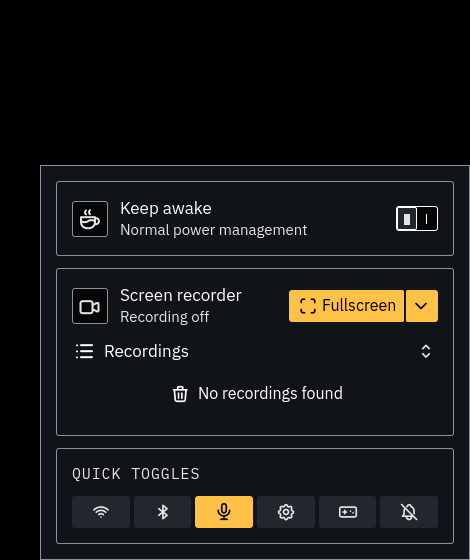 Keep awake
Normal power management
Screen recorder
Recording off
Fullscreen
Recordings
No recordings found
QUICK TOGGLES